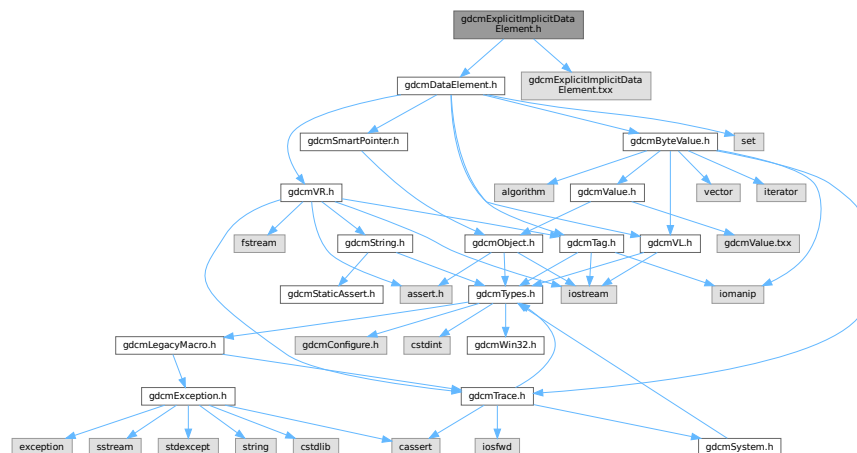 gdcmExplicitImplicitData
Element.h
gdcmDataElement.h
gdcmExplicitImplicitData
Element.txx
gdcmSmartPointer.h
gdcmByteValue.h
set
gdcmVR.h
algorithm
gdcmValue.h
vector
iterator
fstream
gdcmString.h
gdcmObject.h
gdcmTag.h
gdcmVL.h
gdcmValue.txx
gdcmStaticAssert.h
assert.h
gdcmTypes.h
iostream
iomanip
gdcmLegacyMacro.h
gdcmConfigure.h
cstdint
gdcmWin32.h
gdcmException.h
gdcmTrace.h
exception
sstream
stdexcept
string
cstdlib
cassert
iosfwd
gdcmSystem.h